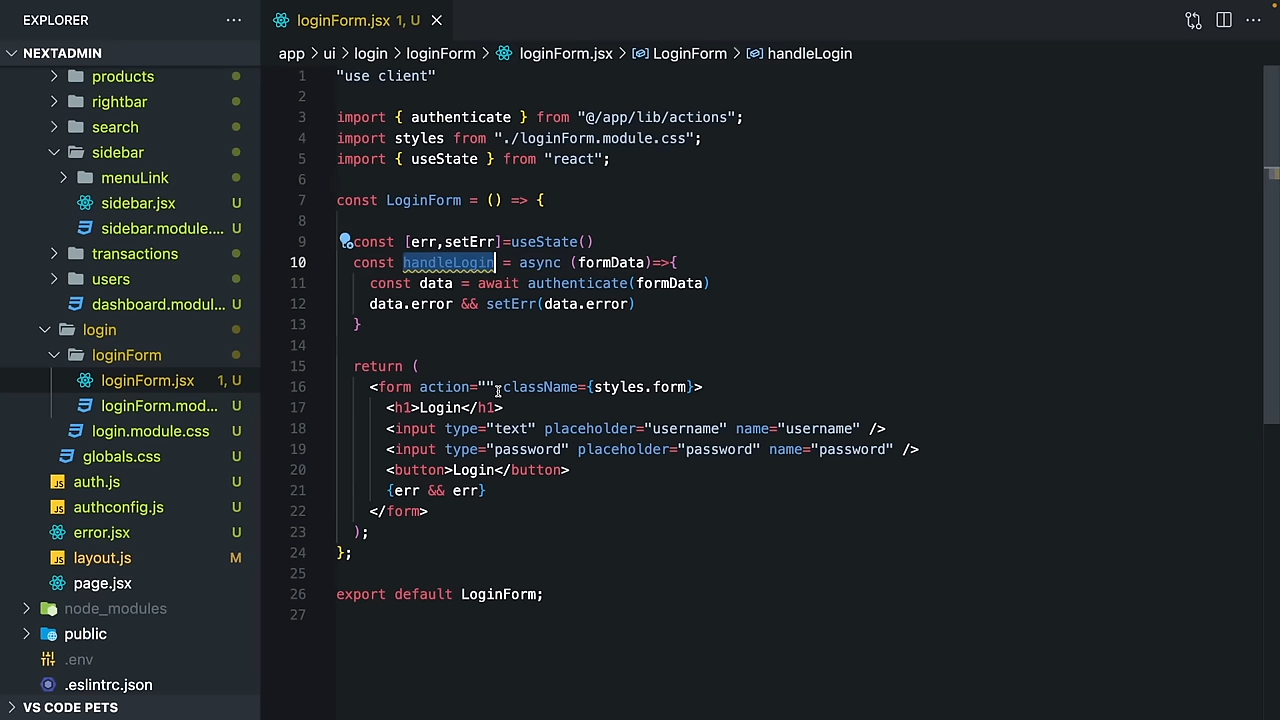 EXPLORER
NEXTADMIN
products
rightbar
search
sidebar
menuLink
sidebar.jsx U
sidebar.module.... U
transactions
users
dashboard.modul... U
login
loginForm
loginForm.jsx 1, U
loginForm.mod... U
login.module.css U
globals.css U
JS auth.js U
JS authconfig.js U
error.jsx U
JS layout.js M
page.jsx
node_modules
public
.env
.eslintrc.json
VS CODE PETS
loginForm.jsx 1, U
app > ui > login > loginForm > loginForm.jsx > LoginForm > handleLogin
1 "use client"
2
3 import { authenticate } from "@/app/lib/actions";
4 import styles from "./loginForm.module.css";
5 import { useState } from "react";
6
7 const LoginForm = () => {
8
9 const [err,setErr]=useState()
10 const handleLogin = async (formData)=>{
11 const data = await authenticate(formData)
12 data.error && setErr(data.error)
13 }
14
15 return (
16 <form action="" className={styles.form}>
17 <h1>Login</h1>
18 <input type="text" placeholder="username" name="username" />
19 <input type="password" placeholder="password" name="password" />
20 <button>Login</button>
21 {err && err}
22 </form>
23 );
24 };
25
26 export default LoginForm;
27